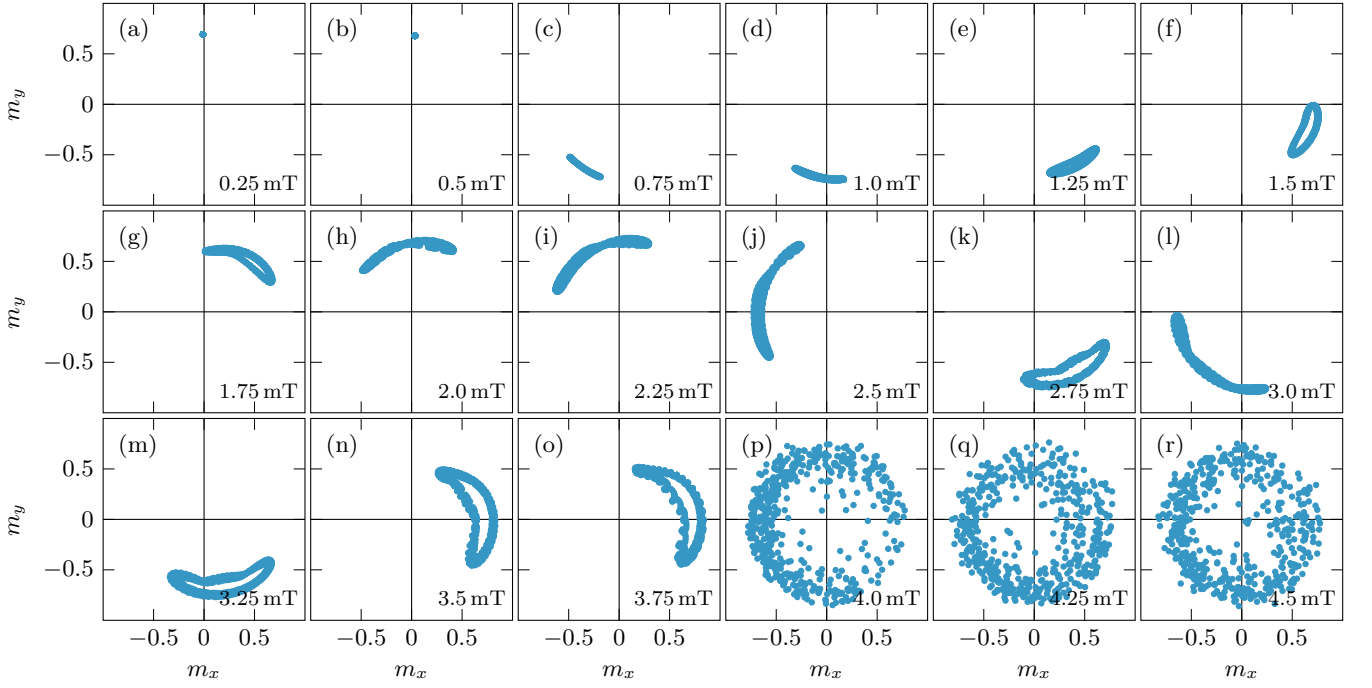 (a) (b) (c) (d) (e) (f)
0.5
m_y 0
−0.5
0.25 mT 0.5 mT 0.75 mT 1.0 mT 1.25 mT 1.5 mT
(g) (h) (i) (j) (k) (l)
0.5
m_y 0
−0.5
1.75 mT 2.0 mT 2.25 mT 2.5 mT 2.75 mT 3.0 mT
(m) (n) (o) (p) (q) (r)
0.5
m_y 0
−0.5
3.25 mT 3.5 mT 3.75 mT 4.0 mT 4.25 mT 4.5 mT
−0.5 0 0.5 −0.5 0 0.5 −0.5 0 0.5 −0.5 0 0.5 −0.5 0 0.5 −0.5 0 0.5
m_x m_x m_x m_x m_x m_x